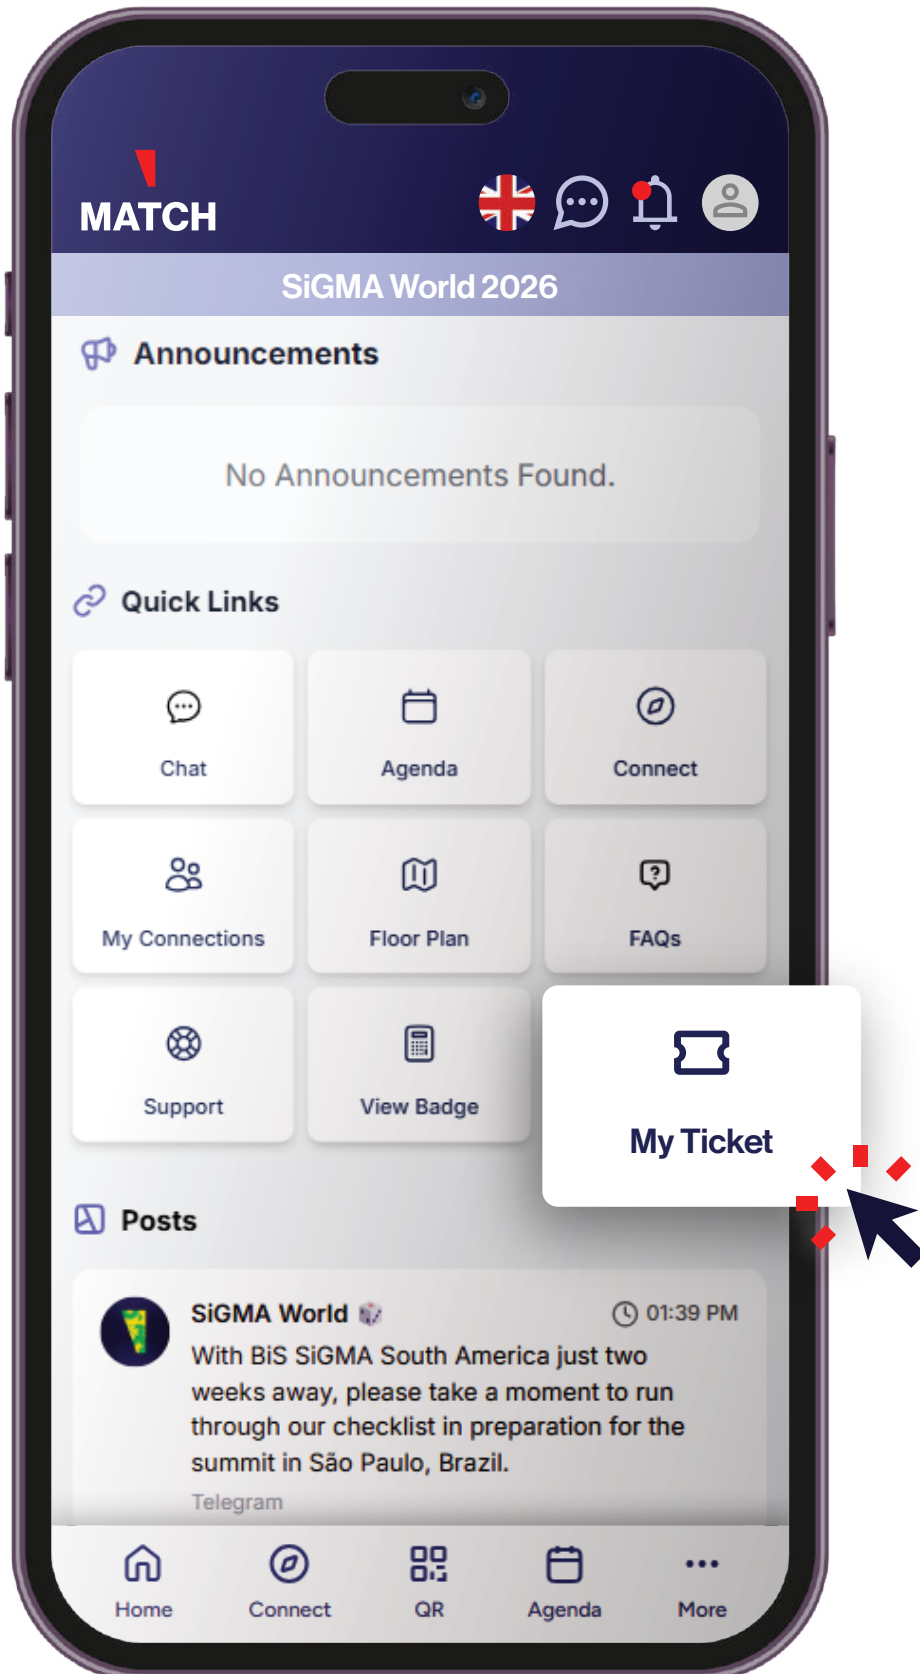 MATCH
SiGMA World 2026
Announcements
No Announcements Found.
Quick Links
Chat
Agenda
Connect
My Connections
Floor Plan
FAQs
Support
View Badge
My Ticket
Posts
SiGMA World 🎲
01:39 PM
With BiS SiGMA South America just two
weeks away, please take a moment to run
through our checklist in preparation for the
summit in São Paulo, Brazil.
Telegram
Home
Connect
QR
Agenda
More